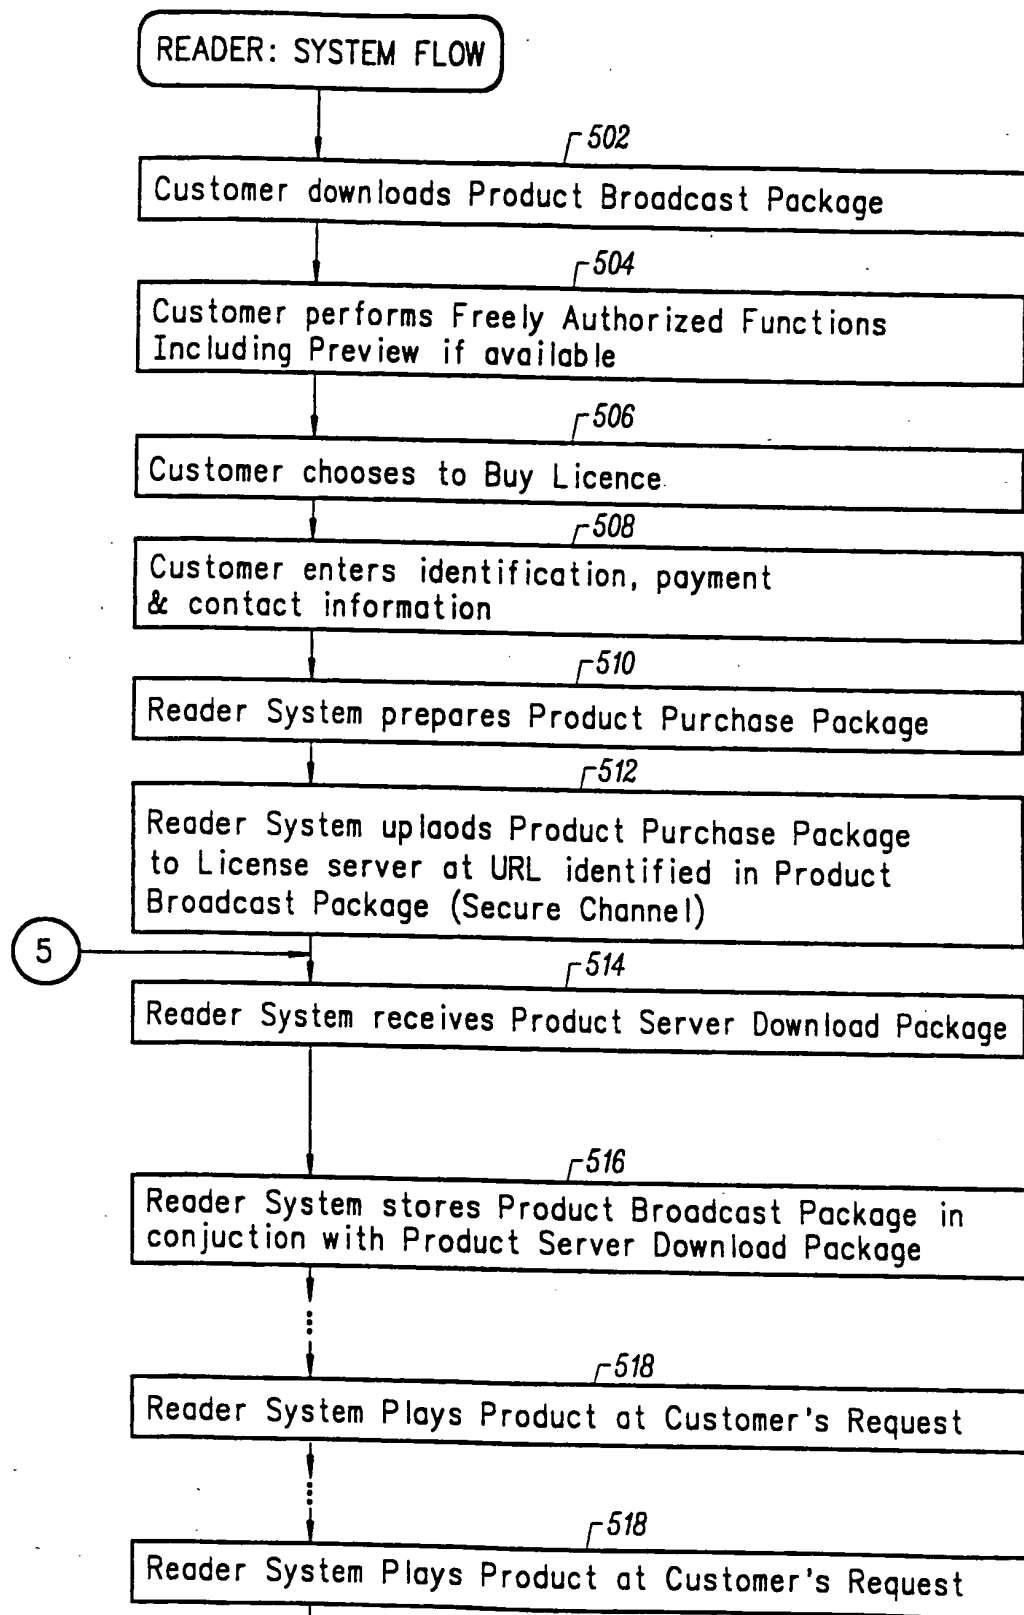 READER: SYSTEM FLOW
502
Customer downloads Product Broadcast Package
504
Customer performs Freely Authorized Functions
Including Preview if available
506
Customer chooses to Buy Licence
508
Customer enters identification, payment
& contact information
510
Reader System prepares Product Purchase Package
512
Reader System uplaods Product Purchase Package
to License server at URL identified in Product
Broadcast Package (Secure Channel)
5
514
Reader System receives Product Server Download Package
516
Reader System stores Product Broadcast Package in
conjuction with Product Server Download Package
518
Reader System Plays Product at Customer's Request
518
Reader System Plays Product at Customer's Request